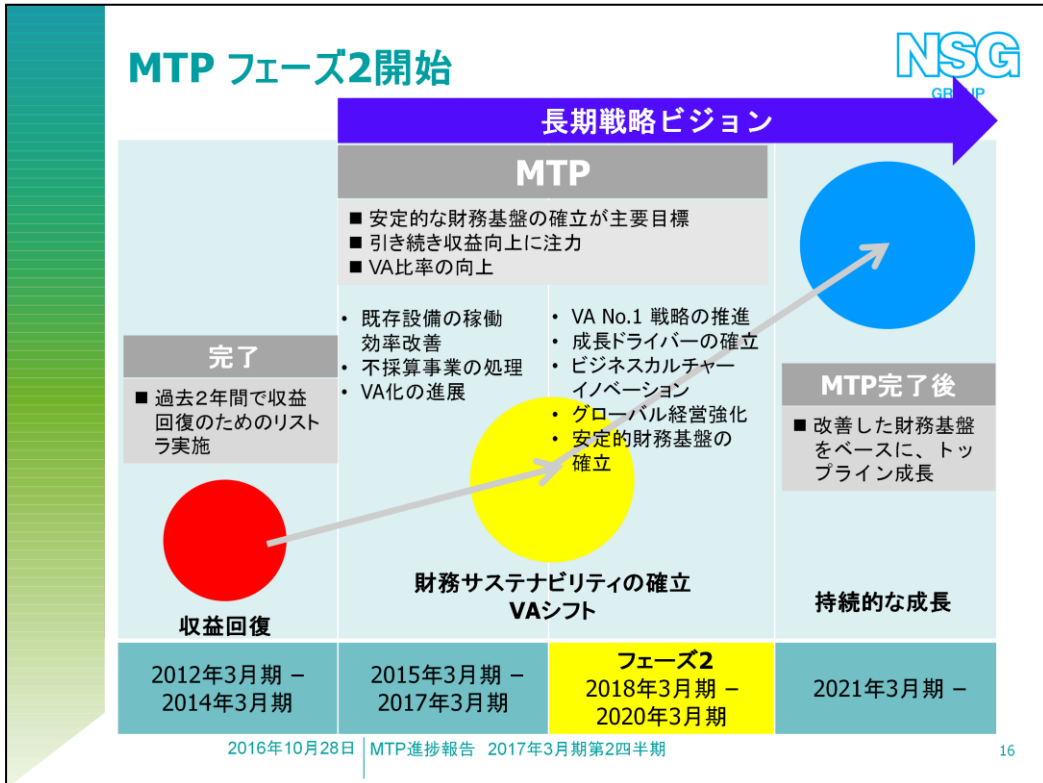 MTP フェーズ2開始
NSG
GROUP
長期戦略ビジョン
MTP
■ 安定的な財務基盤の確立が主要目標
■ 引き続き収益向上に注力
■ VA比率の向上
完了
■ 過去2年間で収益
回復のためのリスト
ラ実施
• 既存設備の稼働
効率改善
• 不採算事業の処理
• VA化の進展
• VA No.1 戦略の推進
• 成長ドライバーの確立
• ビジネスカルチャー
イノベーション
• グローバル経営強化
• 安定的財務基盤の
確立
MTP完了後
■ 改善した財務基盤
をベースに、トッ
プライン成長
収益回復
財務サステナビリティの確立
VAシフト
持続的な成長
2012年3月期 –
2014年3月期
2015年3月期 –
2017年3月期
フェーズ2
2018年3月期 –
2020年3月期
2021年3月期 –
2016年10月28日 MTP進捗報告 2017年3月期第2四半期
16